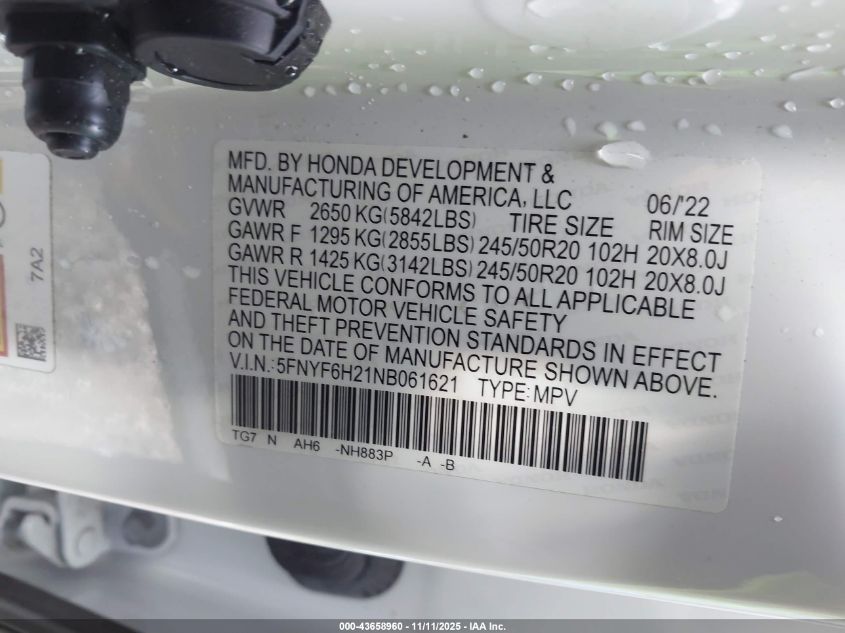 MFD. BY HONDA DEVELOPMENT &
MANUFACTURING OF AMERICA, LLC 06/'22
GVWR 2650 KG(5842LBS) TIRE SIZE RIM SIZE
GAWR F 1295 KG(2855LBS) 245/50R20 102H 20X8.0J
GAWR R 1425 KG(3142LBS) 245/50R20 102H 20X8.0J
THIS VEHICLE CONFORMS TO ALL APPLICABLE
FEDERAL MOTOR VEHICLE SAFETY
AND THEFT PREVENTION STANDARDS IN EFFECT
ON THE DATE OF MANUFACTURE SHOWN ABOVE.
V.I.N.: 5FNYF6H21NB061621 TYPE: MPV
TG7 N AH6 -NH883P -A -B
7A2
000-43658960 - 11/11/2025 - IAA Inc.